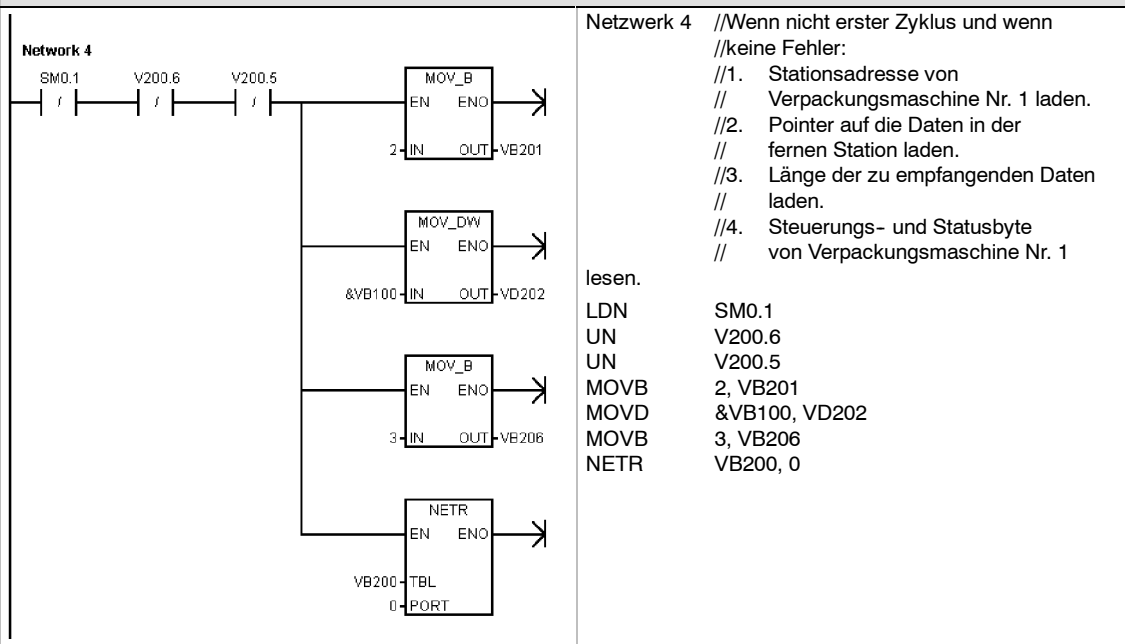 Network 4
SM0.1 V200.6 V200.5
/ / /
MOV_B
EN ENO
2 IN OUT VB201
MOV_DW
EN ENO
&VB100 IN OUT VD202
MOV_B
EN ENO
3 IN OUT VB206
NETR
EN ENO
VB200 TBL
0 PORT
Netzwerk 4 //Wenn nicht erster Zyklus und wenn
//keine Fehler:
//1. Stationsadresse von
// Verpackungsmaschine Nr. 1 laden.
//2. Pointer auf die Daten in der
// fernen Station laden.
//3. Länge der zu empfangenden Daten
// laden.
//4. Steuerungs- und Statusbyte
// von Verpackungsmaschine Nr. 1
lesen.
LDN SM0.1
UN V200.6
UN V200.5
MOVB 2, VB201
MOVD &VB100, VD202
MOVB 3, VB206
NETR VB200, 0